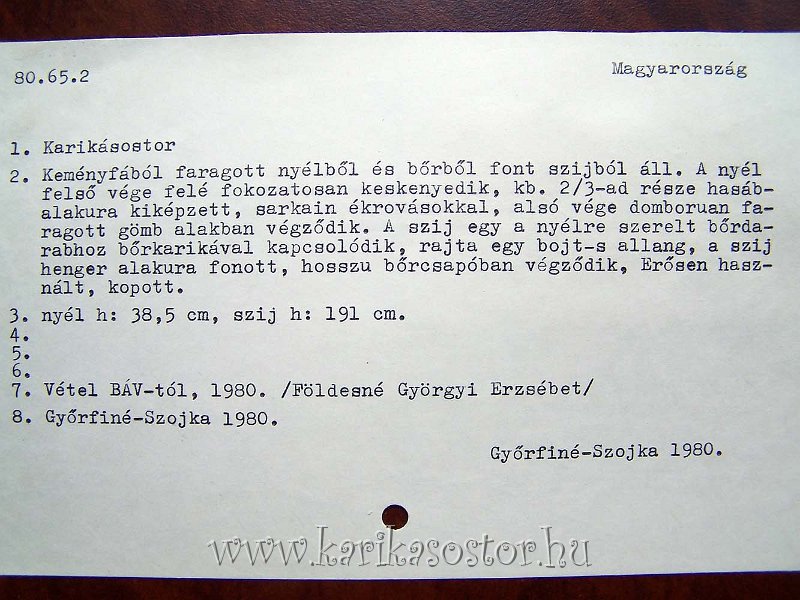 80.65.2
Magyarország
1. Karikásostor
2. Keményfából faragott nyélből és bőrből font szijból áll. A nyél
felső vége felé fokozatosan keskenyedik, kb. 2/3-ad része hasáb-
alakura kiképzett, sarkain ékrovásokkal, alsó vége domboruan fa-
ragott gömb alakban végződik. A szij egy a nyélre szerelt bőrda-
rabhoz bőrkarikával kapcsolódik, rajta egy bojt-s allang, a szij
henger alakura fonott, hosszu bőrcsapóban végződik, Erősen hasz-
nált, kopott.
3. nyél h: 38,5 cm, szij h: 191 cm.
4.
5.
6.
7. Vétel BÁV-tól, 1980. /Földesné Györgyi Erzsébet/
8. Győrfiné-Szojka 1980.
Győrfiné-Szojka 1980.
www.karikasostor.hu